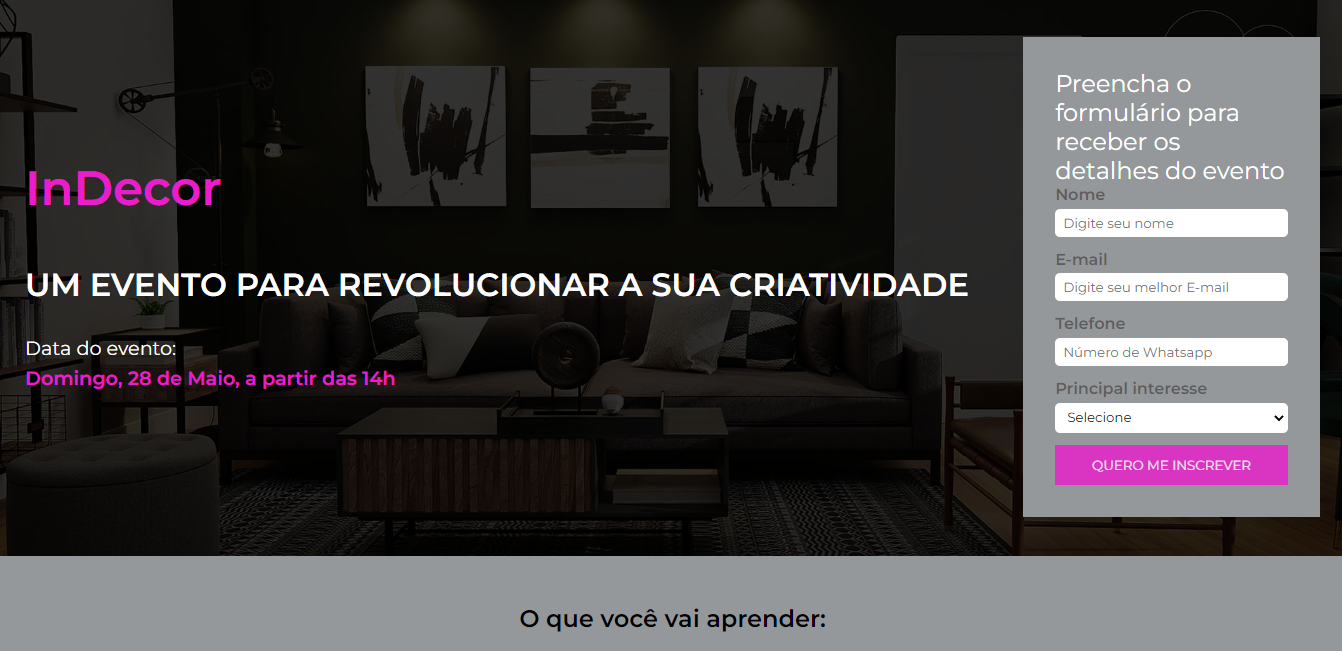 InDecor
UM EVENTO PARA REVOLUCIONAR A SUA CRIATIVIDADE
Data do evento:
Domingo, 28 de Maio, a partir das 14h
Preencha o
formulário para
receber os
detalhes do evento
Nome
Digite seu nome
E-mail
Digite seu melhor E-mail
Telefone
Número de Whatsapp
Principal interesse
Selecione
QUERO ME INSCREVER
O que você vai aprender: